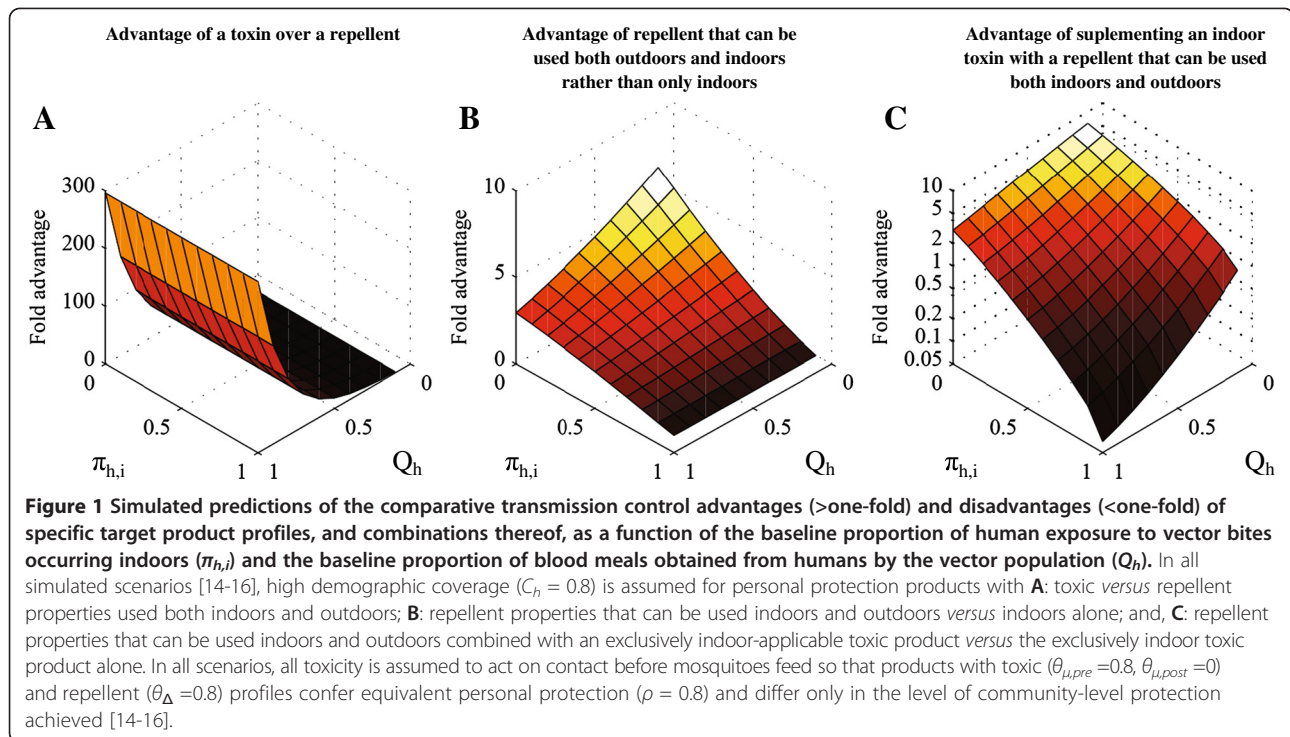 Advantage of a toxin over a repellent
Advantage of repellent that can be
used both outdoors and indoors
rather than only indoors
Advantage of suplementing an indoor
toxin with a repellent that can be used
both indoors and outdoors
A
B
C
Fold advantage
300
200
100
0
0
0.5
1
π_{h,i}
1
0.5
0
Q_h
Fold advantage
10
5
0
0
0.5
1
π_{h,i}
1
0.5
0
Q_h
Fold advantage
10
5
2
1
0.5
0.2
0.1
0.05
0
0.5
1
π_{h,i}
1
0.5
0
Q_h
Figure 1 Simulated predictions of the comparative transmission control advantages (>one-fold) and disadvantages (<one-fold) of
specific target product profiles, and combinations thereof, as a function of the baseline proportion of human exposure to vector bites
occurring indoors (π_{h,i}) and the baseline proportion of blood meals obtained from humans by the vector population (Q_h). In all
simulated scenarios [14-16], high demographic coverage (C_h = 0.8) is assumed for personal protection products with A: toxic versus repellent
properties used both indoors and outdoors; B: repellent properties that can be used indoors and outdoors versus indoors alone; and, C: repellent
properties that can be used indoors and outdoors combined with an exclusively indoor-applicable toxic product versus the exclusively indoor toxic
product alone. In all scenarios, all toxicity is assumed to act on contact before mosquitoes feed so that products with toxic (θ_{μ,pre} =0.8, θ_{μ,post} =0)
and repellent (θ_Δ =0.8) profiles confer equivalent personal protection (ρ = 0.8) and differ only in the level of community-level protection
achieved [14-16].